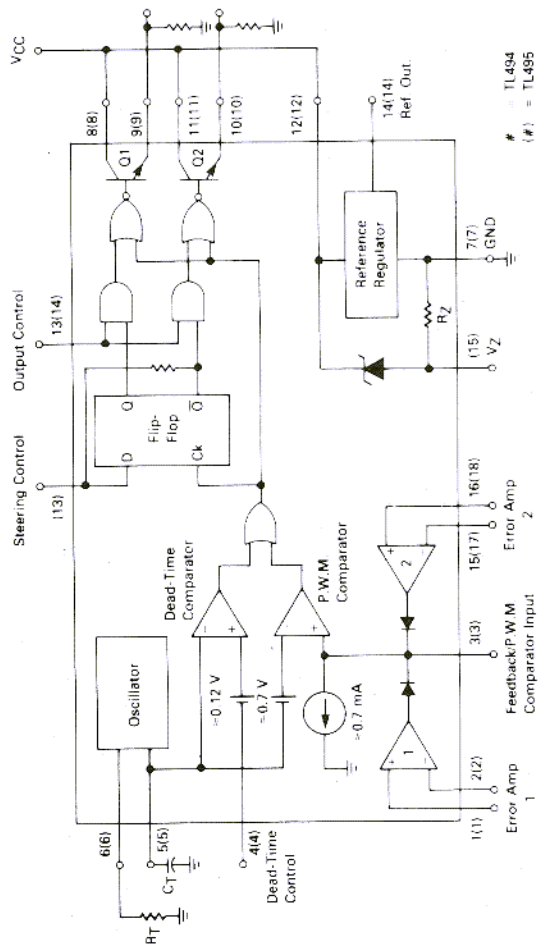 Output Control
Steering Control
VCC
13(14)
(13)
8(8)
9(9)
11(11)
10(10)
12(12)
Q1
Q2
6(6)
5(5)
RT
CT
4(4)
Dead-Time
Control
Oscillator
≈0.12 V
≈0.7 V
≈0.7 mA
Dead-Time
Comparator
P.W.M
Comparator
D
Q
Flip-
Flop
Ck
Q̅
Reference
Regulator
14(14)
Ref Out.
RZ
7(7)
GND
(15)
VZ
+
-
1
2
1(1)
2(2)
Error Amp
1
3(3)
Feedback/P.W.M
Comparator Input
15(17)
16(18)
Error Amp
2
# = TL494
(#) = TL495